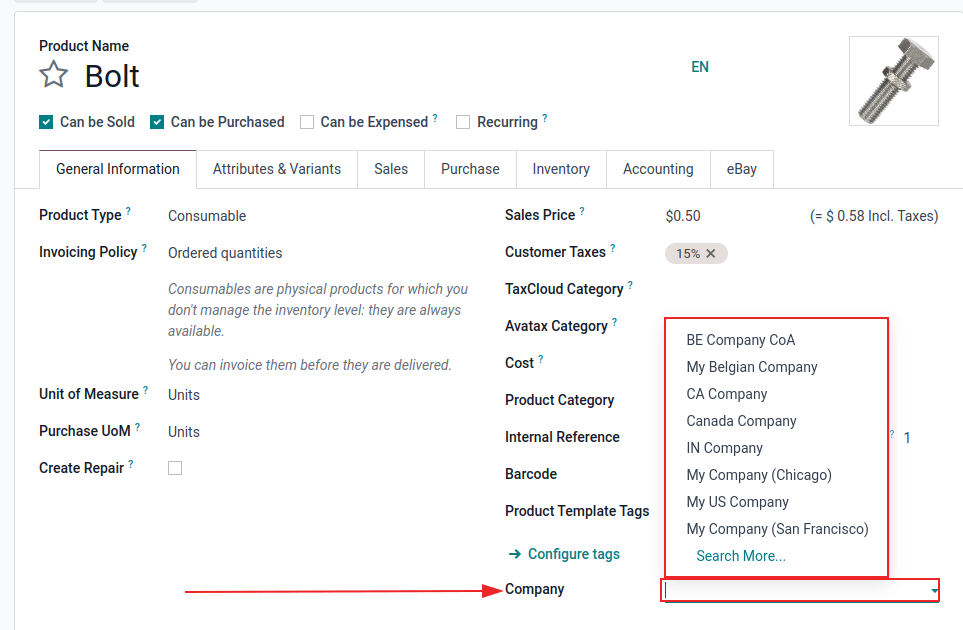 Product Name
Bolt
EN
Can be Sold Can be Purchased Can be Expensed ? Recurring ?
General Information Attributes & Variants Sales Purchase Inventory Accounting eBay
Product Type ? Consumable
Invoicing Policy ? Ordered quantities
Consumables are physical products for which you
don't manage the inventory level: they are always
available.
You can invoice them before they are delivered.
Unit of Measure ? Units
Purchase UoM ? Units
Create Repair ?
Sales Price ? $0.50 (= $ 0.58 Incl. Taxes)
Customer Taxes ? 15% ✕
TaxCloud Category ?
Avatax Category ?
Cost ?
Product Category
Internal Reference ? 1
Barcode
Product Template Tags
→ Configure tags
Company
BE Company CoA
My Belgian Company
CA Company
Canada Company
IN Company
My Company (Chicago)
My US Company
My Company (San Francisco)
Search More...